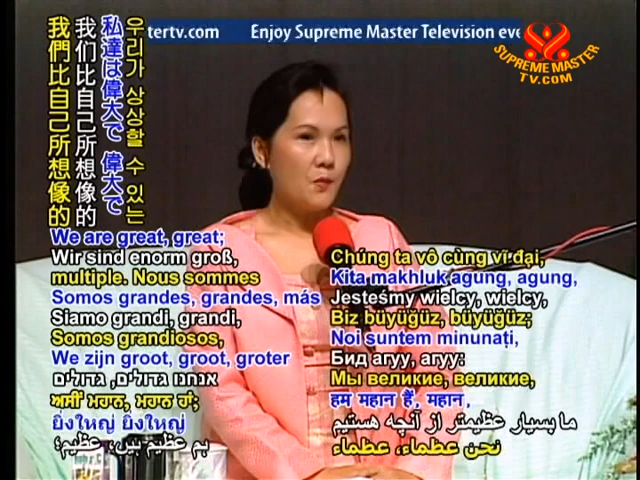 tertv.com Enjoy Supreme Master Television eve
SUPREME MASTER
TV.COM
우리가 상상할 수 있는
私達は偉大で 偉大で
我们比自己所想像的
我們比自己所想像的
We are great, great;
Wir sind enorm groß,
multiple. Nous sommes
Somos grandes, grandes, más
Siamo grandi, grandi,
Somos grandiosos,
We zijn groot, groot, groter
אנחנו גדולים, גדולים
ਅਸੀਂ ਮਹਾਨ, ਮਹਾਨ ਹਾਂ;
ยิ่งใหญ่ ยิ่งใหญ่
ہم عظیم ہیں، عظیم؛
Chúng ta vô cùng vĩ đại,
Kita makhluk agung, agung,
Jesteśmy wielcy, wielcy,
Biz büyüğüz, büyüğüz;
Noi suntem minunați,
Бид агуу, агуу:
Мы великие, великие,
हम महान हैं, महान,
ما بسیار عظیمتر از آنچه هستیم
نحن عظماء، عظماء